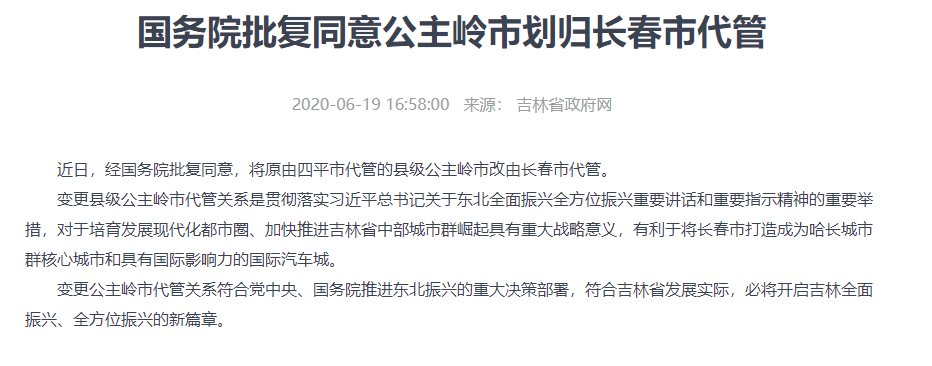 国务院批复同意公主岭市划归长春市代管
2020-06-19 16:58:00 来源： 吉林省政府网
近日，经国务院批复同意，将原由四平市代管的县级公主岭市改由长春市代管。
变更县级公主岭市代管关系是贯彻落实习近平总书记关于东北全面振兴全方位振兴重要讲话和重要指示精神的重要举
措，对于培育发展现代化都市圈、加快推进吉林省中部城市群崛起具有重大战略意义，有利于将长春市打造成为哈长城市
群核心城市和具有国际影响力的国际汽车城。
变更公主岭市代管关系符合党中央、国务院推进东北振兴的重大决策部署，符合吉林省发展实际，必将开启吉林全面
振兴、全方位振兴的新篇章。